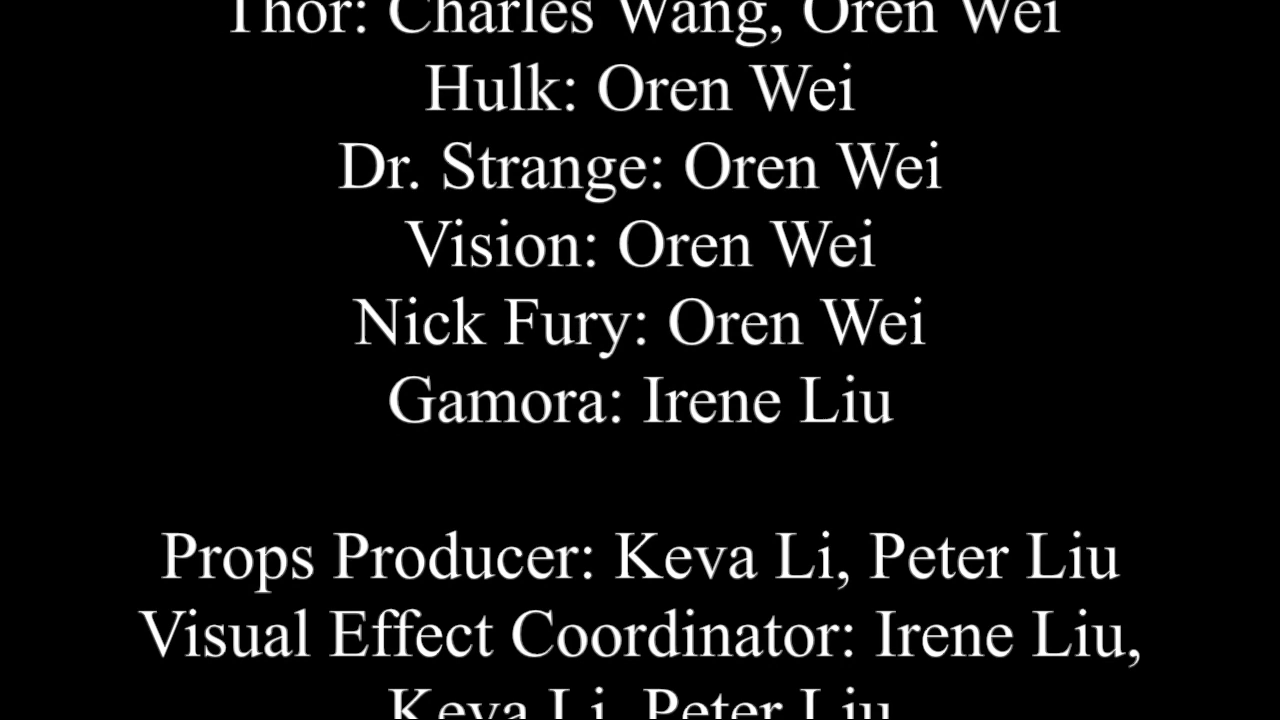 Thor: Charles Wang, Oren Wei
Hulk: Oren Wei
Dr. Strange: Oren Wei
Vision: Oren Wei
Nick Fury: Oren Wei
Gamora: Irene Liu
Props Producer: Keva Li, Peter Liu
Visual Effect Coordinator: Irene Liu,
Keva Li, Peter Liu